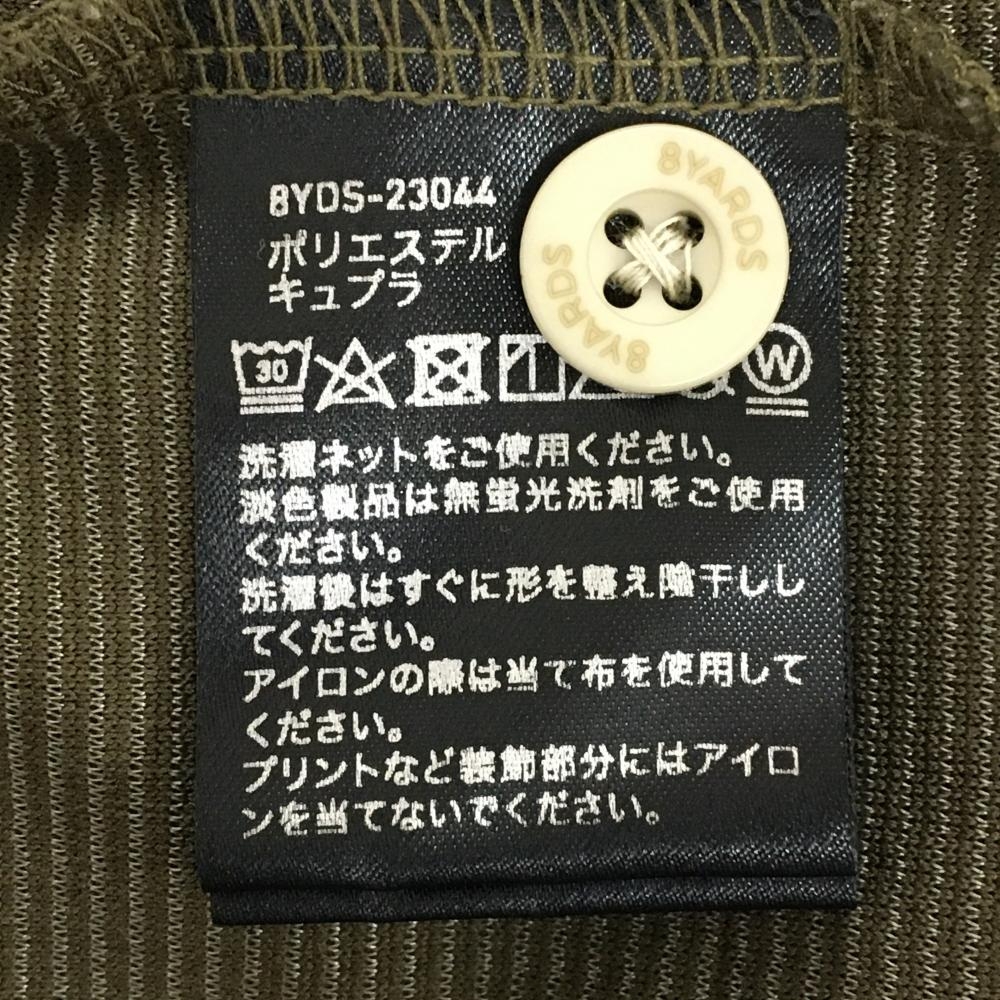 8YDS-23044
ポリエステル
キュプラ
8YARDS
8YARDS
30
W
洗濯ネットをご使用ください。
淡色製品は無蛍光洗剤をご使用
ください。
洗濯後はすぐに形を整え陰干しし
てください。
アイロンの際は当て布を使用して
ください。
プリントなど装飾部分にはアイロ
ンを当てないでください。